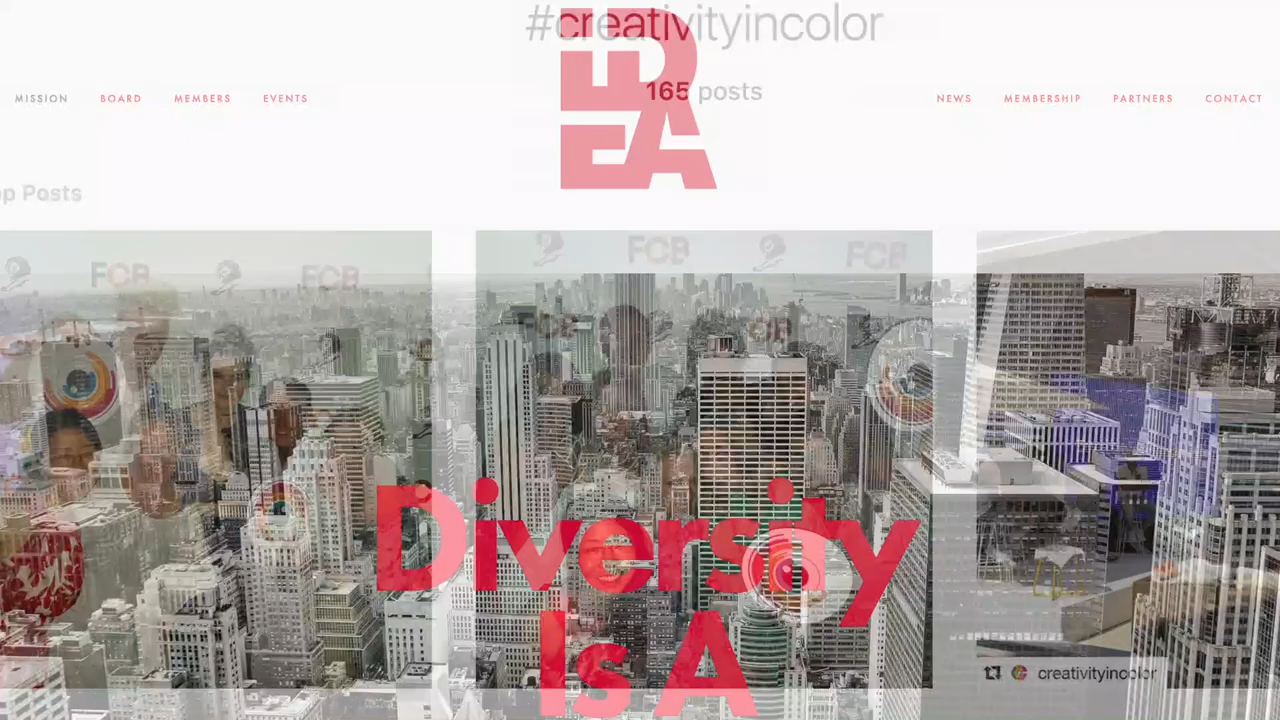 #creativityincolor
165 posts
MISSION BOARD MEMBERS EVENTS
NEWS MEMBERSHIP PARTNERS CONTACT
IDEA
Posts
FCB FCB FCB FCB
Diversity
Is A
creativityincolor